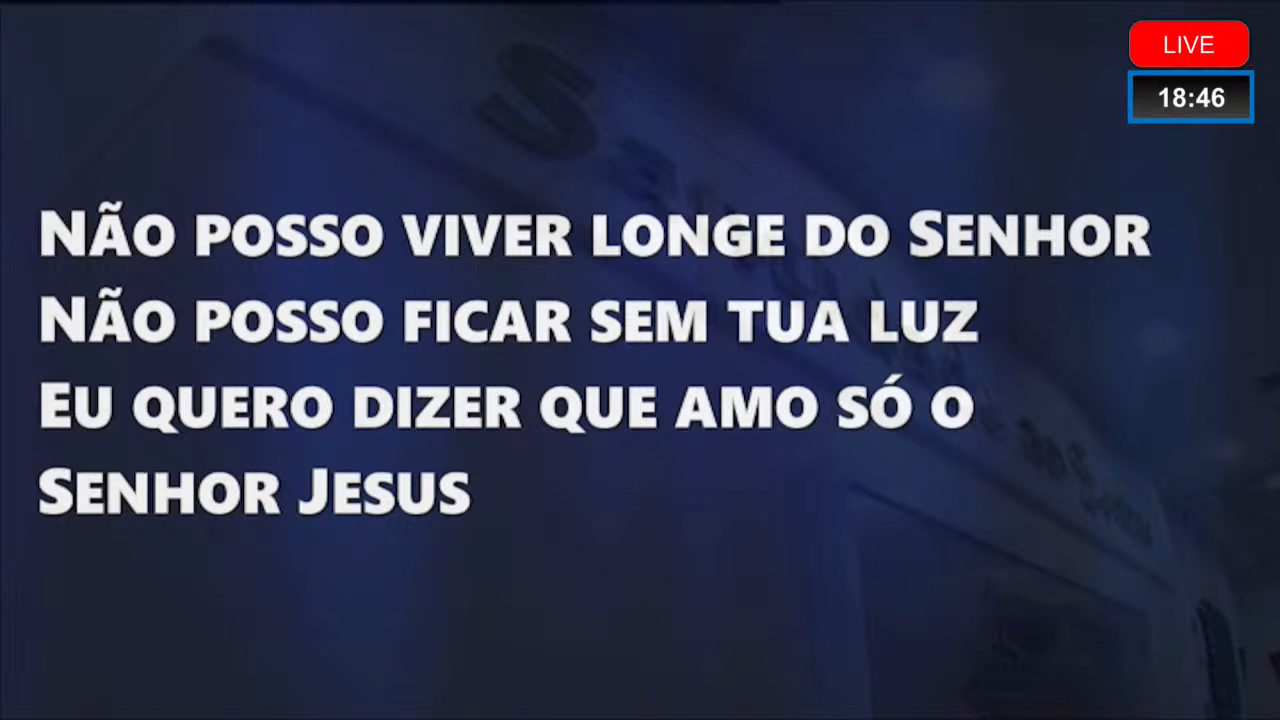 LIVE
18:46
Não posso viver longe do Senhor
Não posso ficar sem tua luz
Eu quero dizer que amo só o
Senhor Jesus